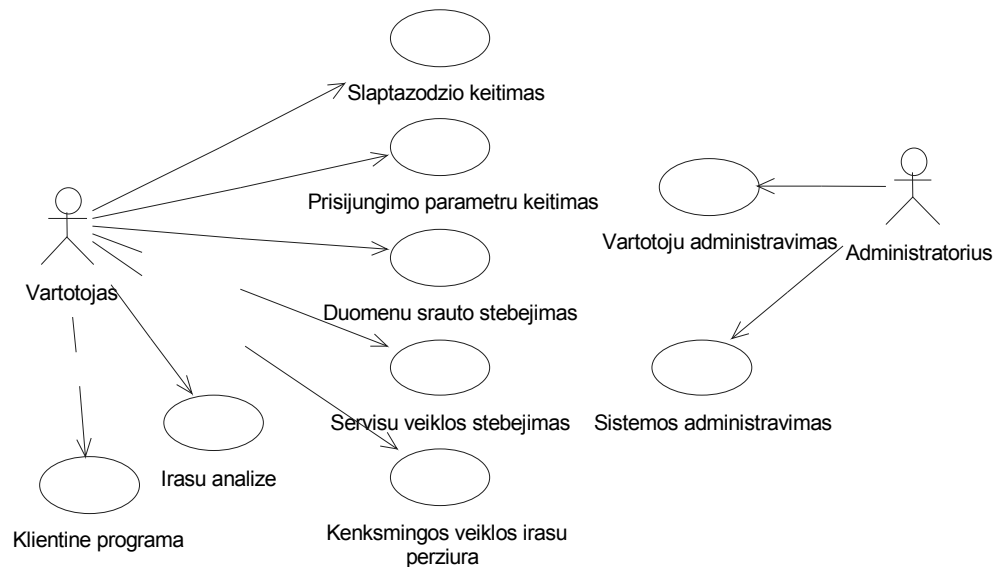 Slaptazodzio keitimas
Prisijungimo parametru keitimas
Vartotoju administravimas
Administratorius
Vartotojas
Duomenu srauto stebejimas
Servisu veiklos stebejimas
Sistemos administravimas
Irasu analize
Klientine programa
Kenksmingos veiklos irasu
perziura